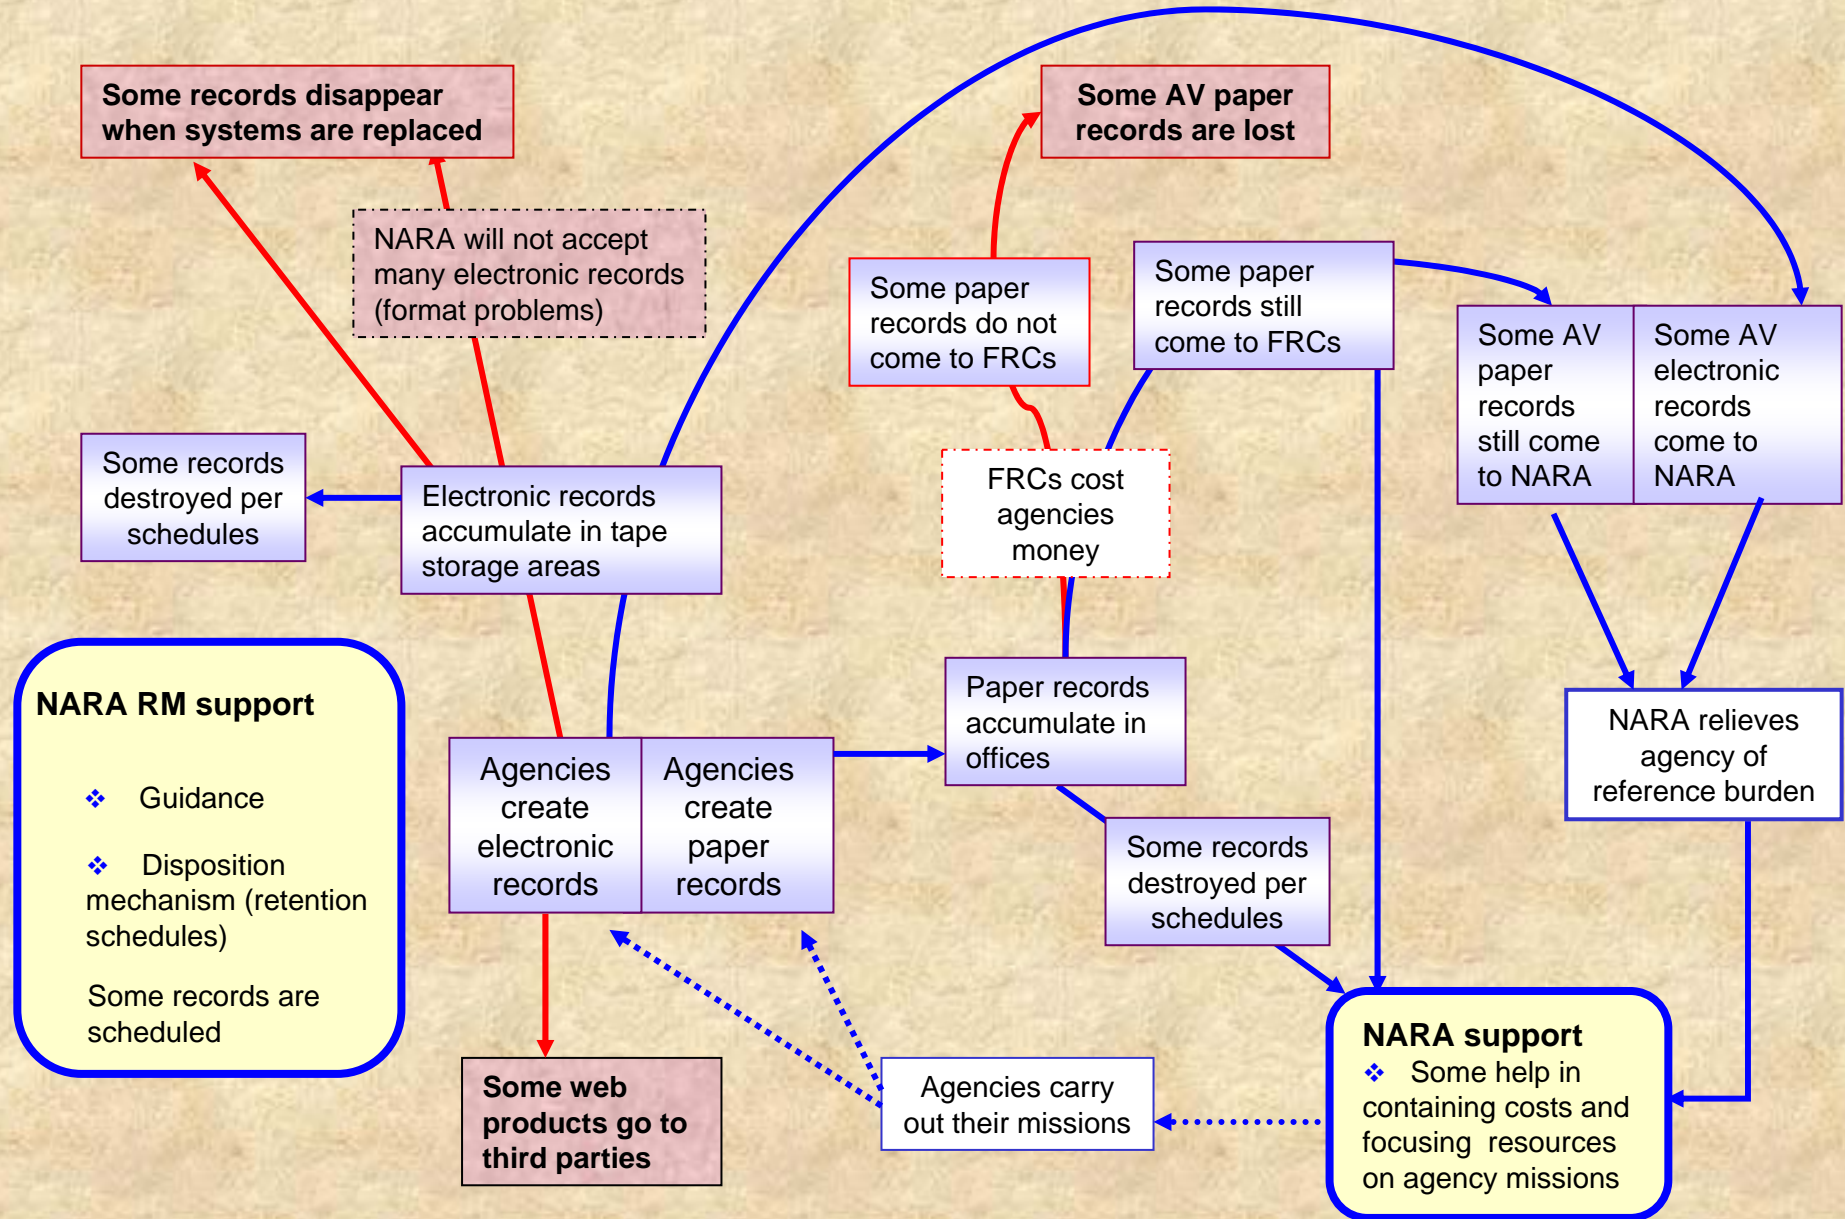 Some records disappear
when systems are replaced
Some AV paper
records are lost
NARA will not accept
many electronic records
(format problems)
Some paper
records do not
come to FRCs
Some paper
records still
come to FRCs
Some AV
paper
records
still come
to NARA
Some AV
electronic
records
come to
NARA
Some records
destroyed per
schedules
Electronic records
accumulate in tape
storage areas
FRCs cost
agencies
money
NARA RM support
❖ Guidance
❖ Disposition
mechanism (retention
schedules)
Some records are
scheduled
Agencies
create
electronic
records
Agencies
create
paper
records
Paper records
accumulate in
offices
NARA relieves
agency of
reference burden
Some records
destroyed per
schedules
Some web
products go to
third parties
Agencies carry
out their missions
NARA support
❖ Some help in
containing costs and
focusing resources
on agency missions